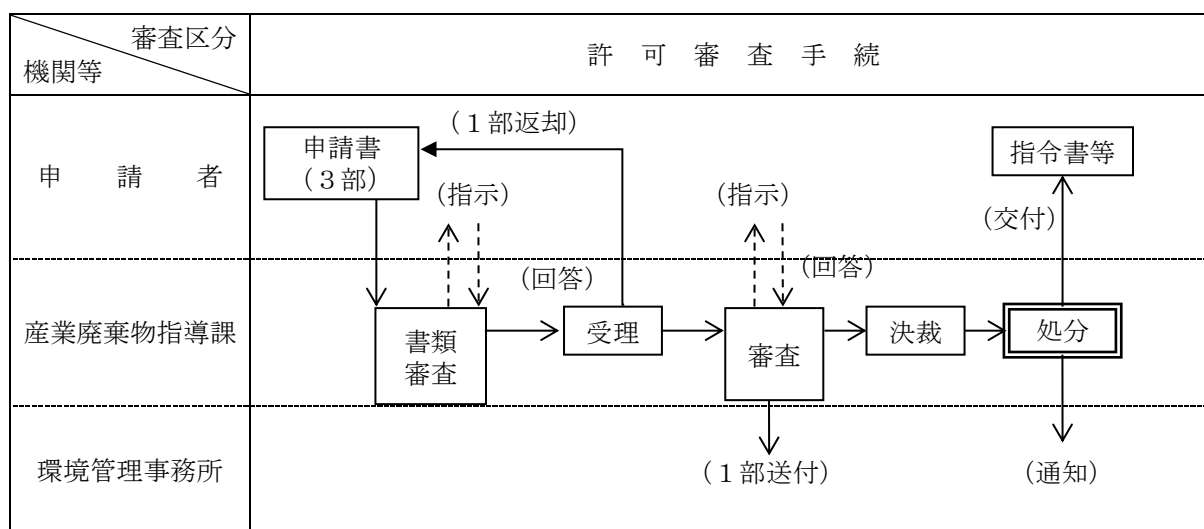 審査区分
機関等
許 可 審 査 手 続
申 請 者
申請書
(3部)
(1部返却)
(指示)
(回答)
(指示)
(回答)
指令書等
(交付)
産業廃棄物指導課
書類
審査
受理
審査
決裁
処分
環境管理事務所
(1部送付)
(通知)